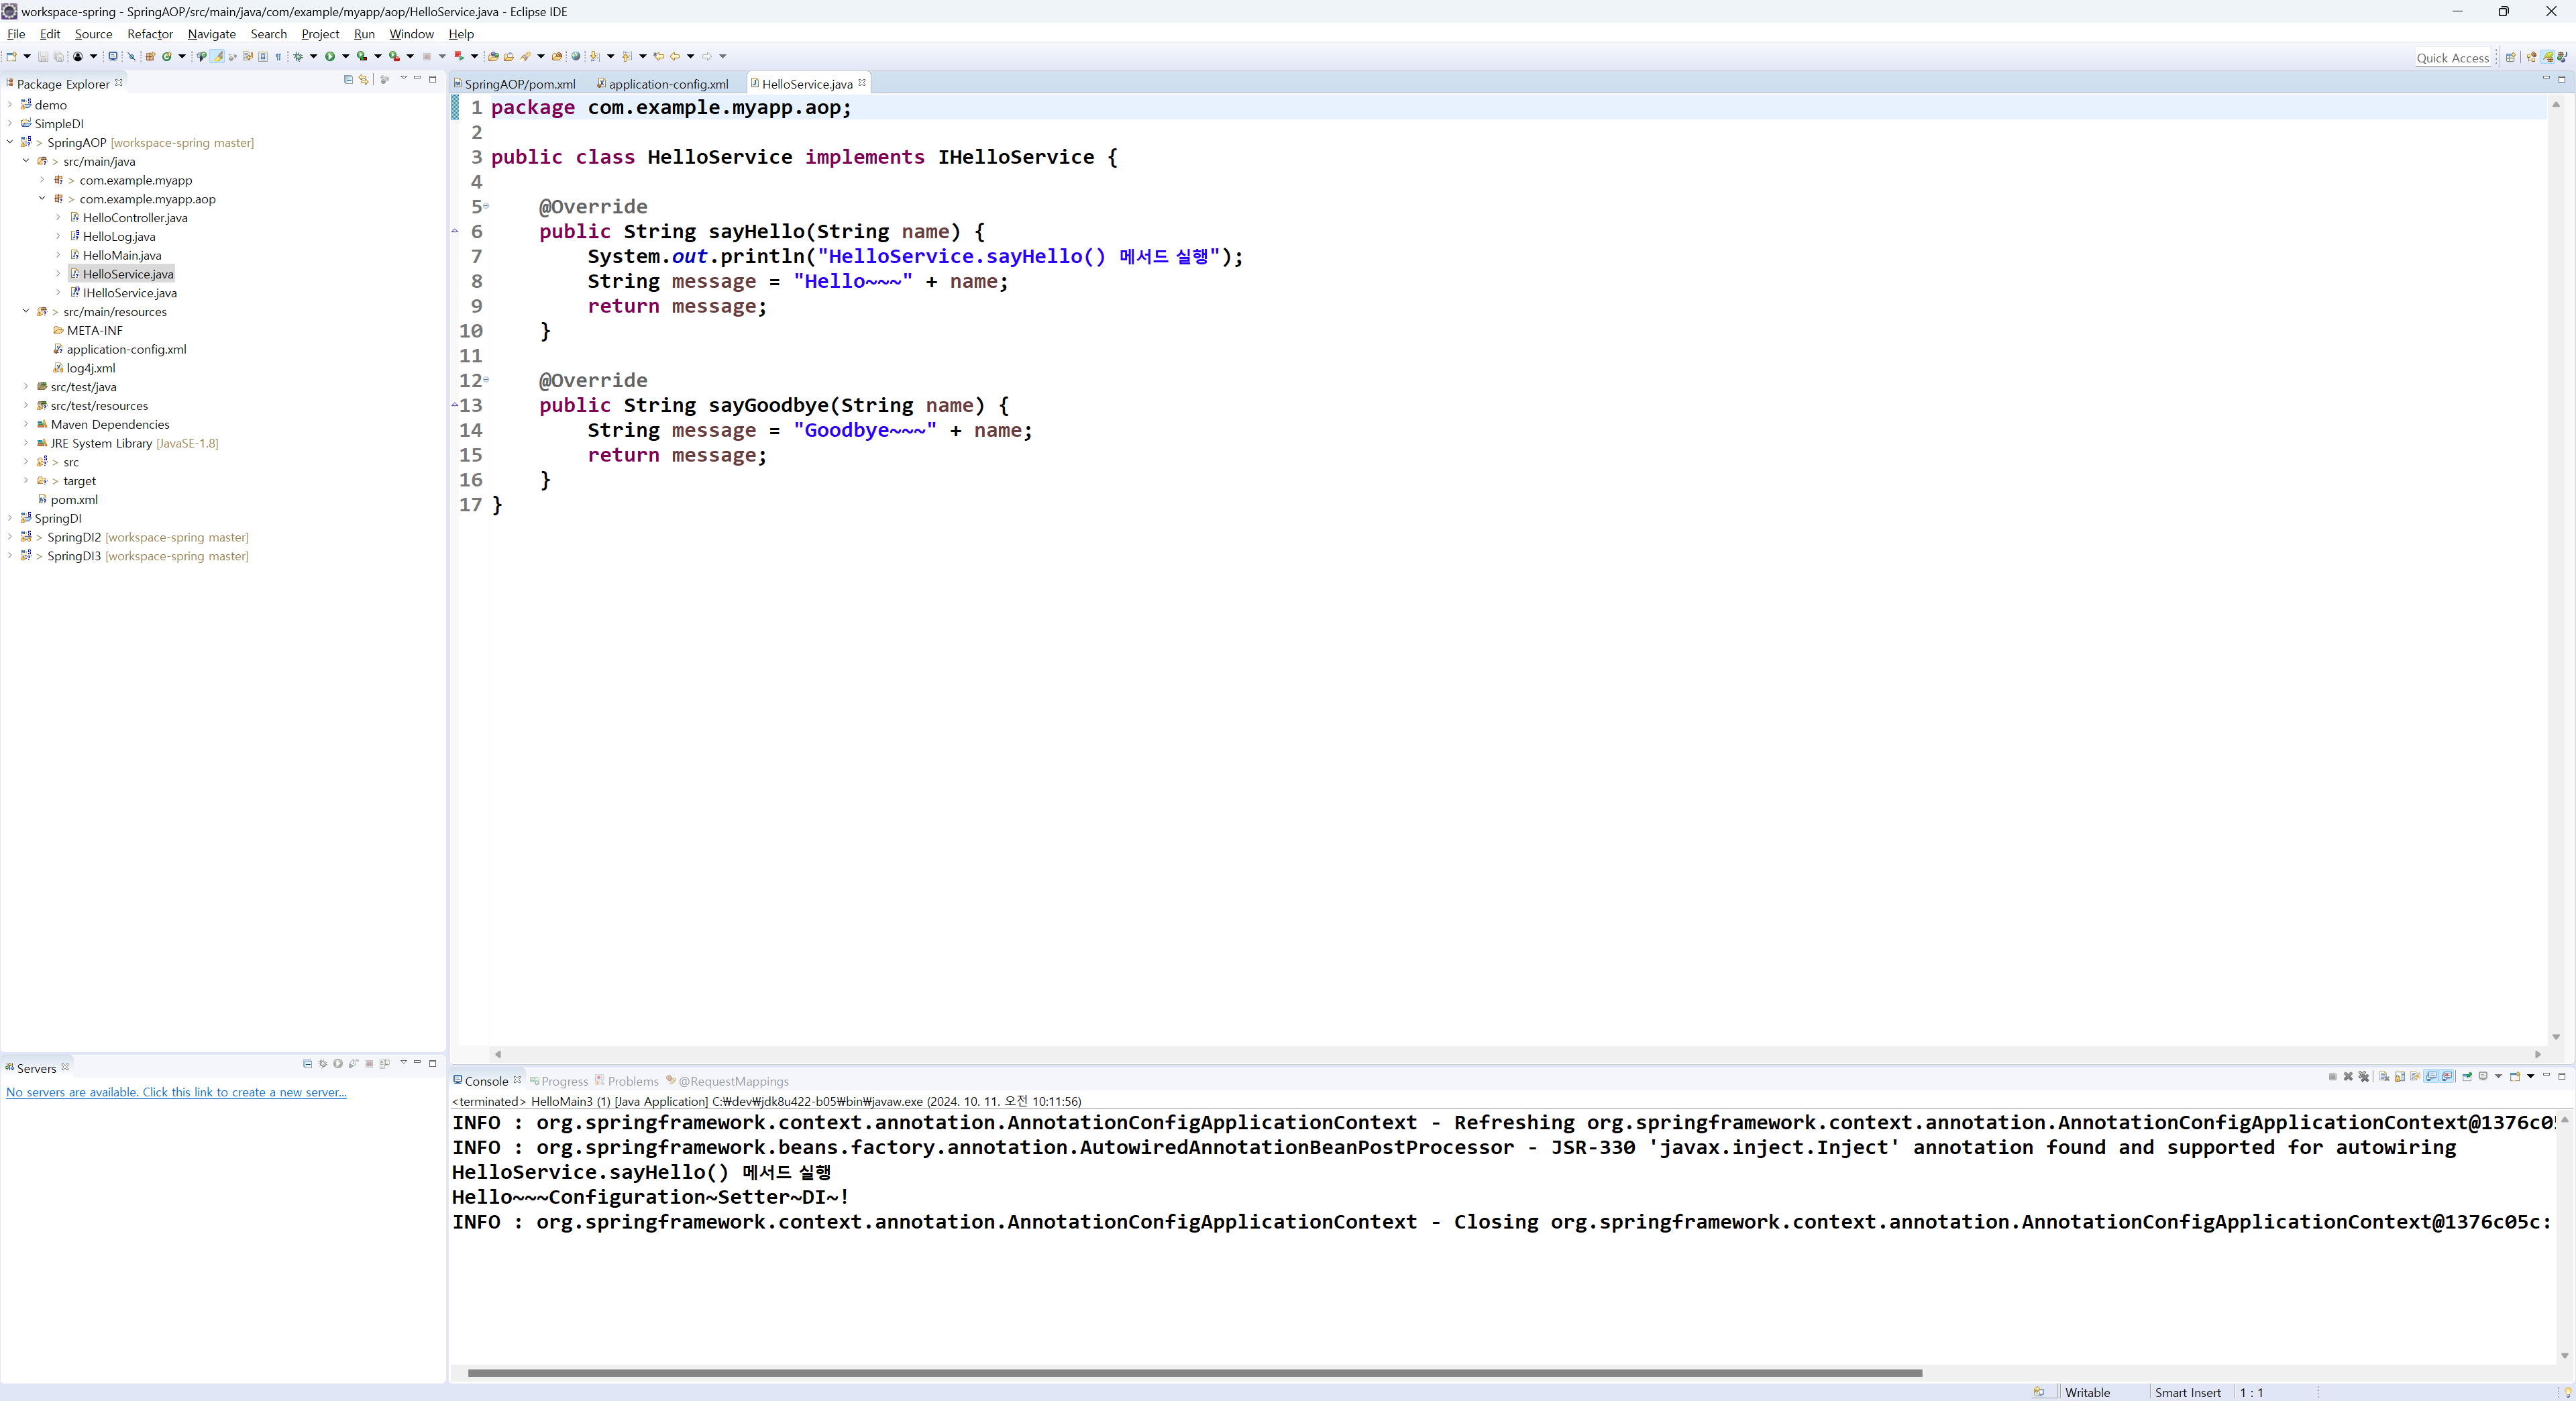 workspace-spring - SpringAOP/src/main/java/com/example/myapp/aop/HelloService.java - Eclipse IDE
File Edit Source Refactor Navigate Search Project Run Window Help
Quick Access
Package Explorer
demo
SimpleDI
> SpringAOP [workspace-spring master]
> src/main/java
> com.example.myapp
> com.example.myapp.aop
HelloController.java
HelloLog.java
HelloMain.java
HelloService.java
IHelloService.java
> src/main/resources
META-INF
application-config.xml
log4j.xml
src/test/java
src/test/resources
Maven Dependencies
JRE System Library [JavaSE-1.8]
> src
> target
pom.xml
SpringDI
> SpringDI2 [workspace-spring master]
> SpringDI3 [workspace-spring master]
SpringAOP/pom.xml application-config.xml HelloService.java
1 package com.example.myapp.aop;
2
3 public class HelloService implements IHelloService {
4
5 @Override
6 public String sayHello(String name) {
7 System.out.println("HelloService.sayHello() 메서드 실행");
8 String message = "Hello~~~" + name;
9 return message;
10 }
11
12 @Override
13 public String sayGoodbye(String name) {
14 String message = "Goodbye~~~" + name;
15 return message;
16 }
17 }
Servers
No servers are available. Click this link to create a new server...
Console Progress Problems @RequestMappings
<terminated> HelloMain3 (1) [Java Application] C:₩dev₩jdk8u422-b05₩bin₩javaw.exe (2024. 10. 11. 오전 10:11:56)
INFO : org.springframework.context.annotation.AnnotationConfigApplicationContext - Refreshing org.springframework.context.annotation.AnnotationConfigApplicationContext@1376c05
INFO : org.springframework.beans.factory.annotation.AutowiredAnnotationBeanPostProcessor - JSR-330 'javax.inject.Inject' annotation found and supported for autowiring
HelloService.sayHello() 메서드 실행
Hello~~~Configuration~Setter~DI~!
INFO : org.springframework.context.annotation.AnnotationConfigApplicationContext - Closing org.springframework.context.annotation.AnnotationConfigApplicationContext@1376c05c:
Writable Smart Insert 1 : 1